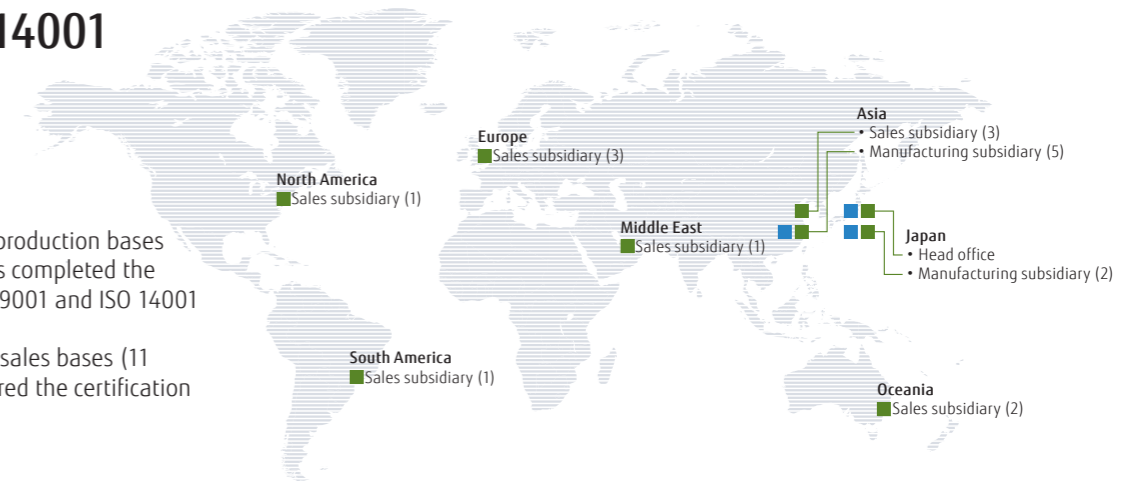 14001
production bases
s completed the
9001 and ISO 14001
sales bases (11
red the certification
North America
Sales subsidiary (1)
Europe
Sales subsidiary (3)
Asia
• Sales subsidiary (3)
• Manufacturing subsidiary (5)
Middle East
Sales subsidiary (1)
Japan
• Head office
• Manufacturing subsidiary (2)
South America
Sales subsidiary (1)
Oceania
Sales subsidiary (2)